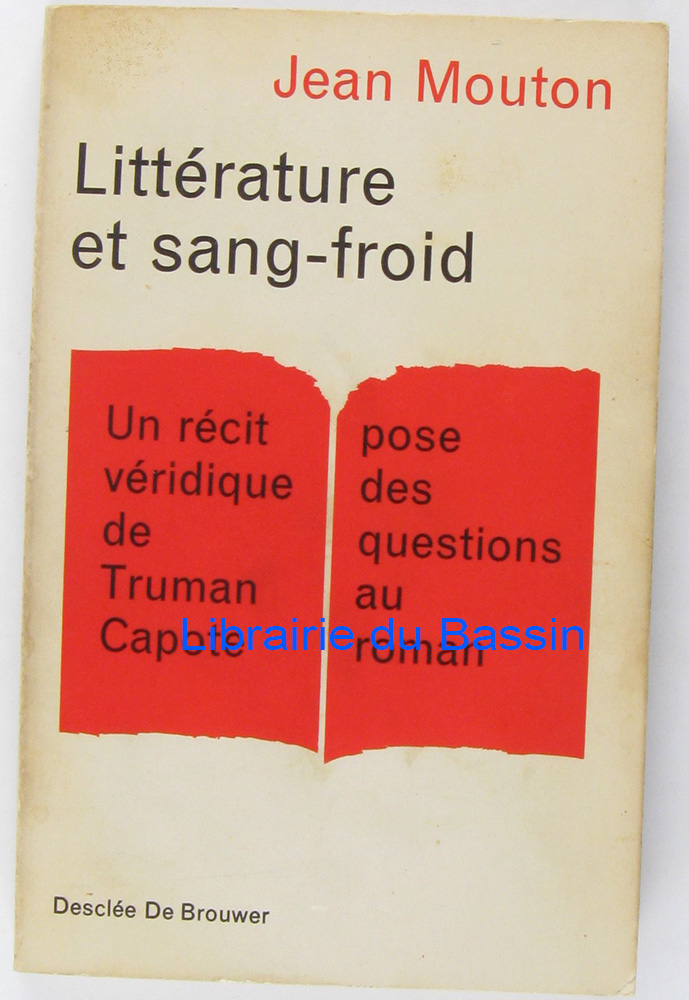 Jean Mouton
Littérature
et sang-froid
Un récit
véridique
de
Truman
Capote
pose
des
questions
au
roman
Librairie du Bassin
Desclée De Brouwer